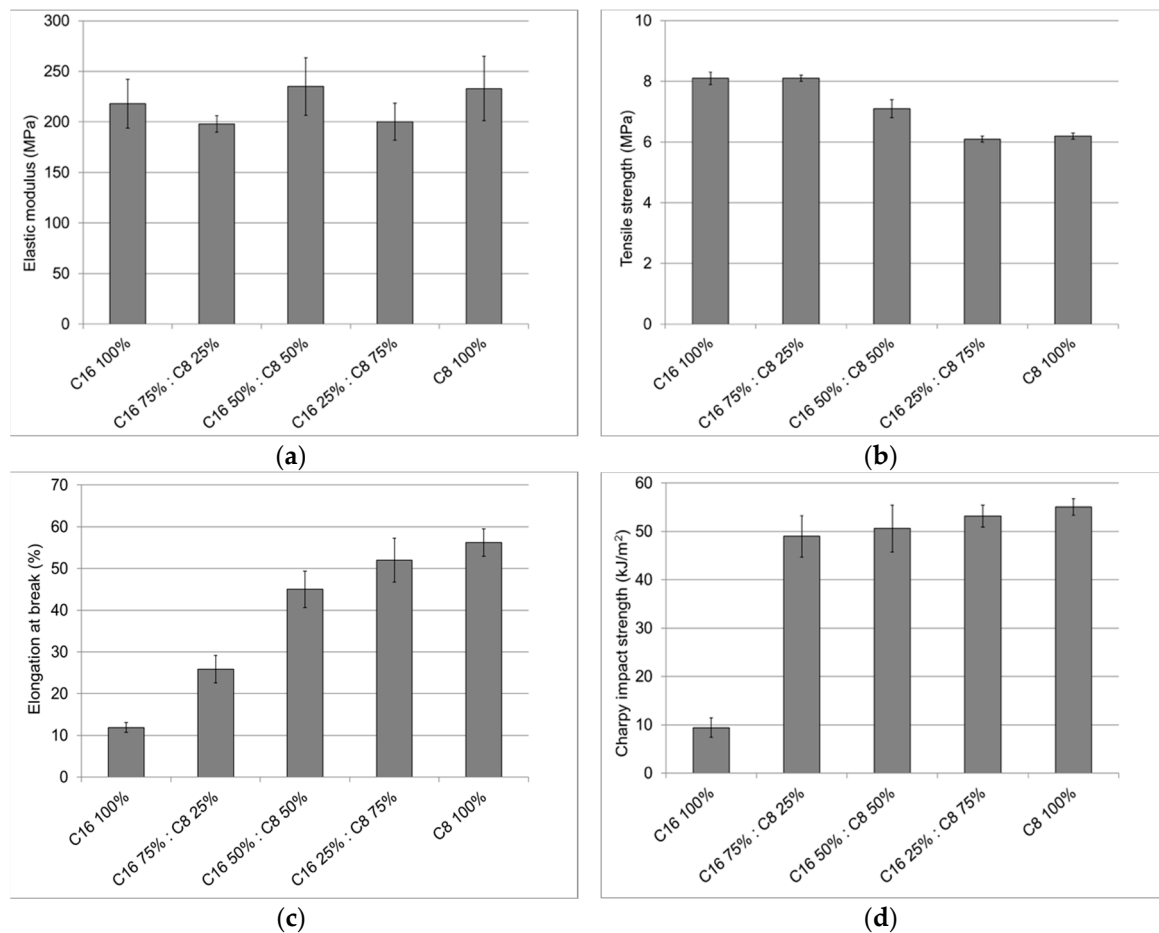 300
250
200
150
100
50
0
Elastic modulus (MPa)
C16 100%
C16 75% : C8 25%
C16 50% : C8 50%
C16 25% : C8 75%
C8 100%
(a)
10
8
6
4
2
0
Tensile strength (MPa)
C16 100%
C16 75% : C8 25%
C16 50% : C8 50%
C16 25% : C8 75%
C8 100%
(b)
70
60
50
40
30
20
10
0
Elongation at break (%)
C16 100%
C16 75% : C8 25%
C16 50% : C8 50%
C16 25% : C8 75%
C8 100%
(c)
60
50
40
30
20
10
0
Charpy impact strength (kJ/m²)
C16 100%
C16 75% : C8 25%
C16 50% : C8 50%
C16 25% : C8 75%
C8 100%
(d)